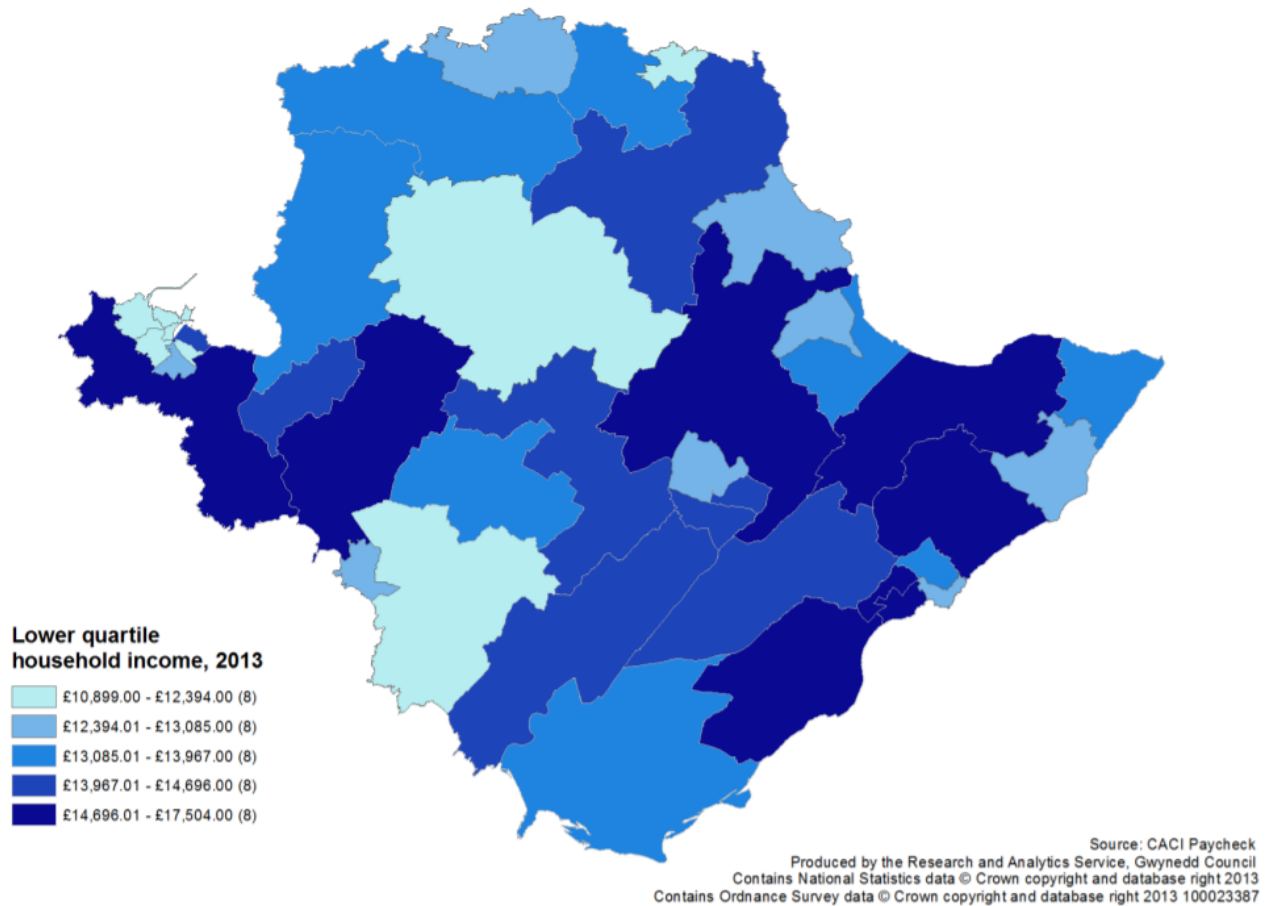 Lower quartile
household income, 2013
£10,899.00 - £12,394.00 (8)
£12,394.01 - £13,085.00 (8)
£13,085.01 - £13,967.00 (8)
£13,967.01 - £14,696.00 (8)
£14,696.01 - £17,504.00 (8)
Source: CACI Paycheck
Produced by the Research and Analytics Service, Gwynedd Council
Contains National Statistics data © Crown copyright and database right 2013
Contains Ordnance Survey data © Crown copyright and database right 2013 100023387